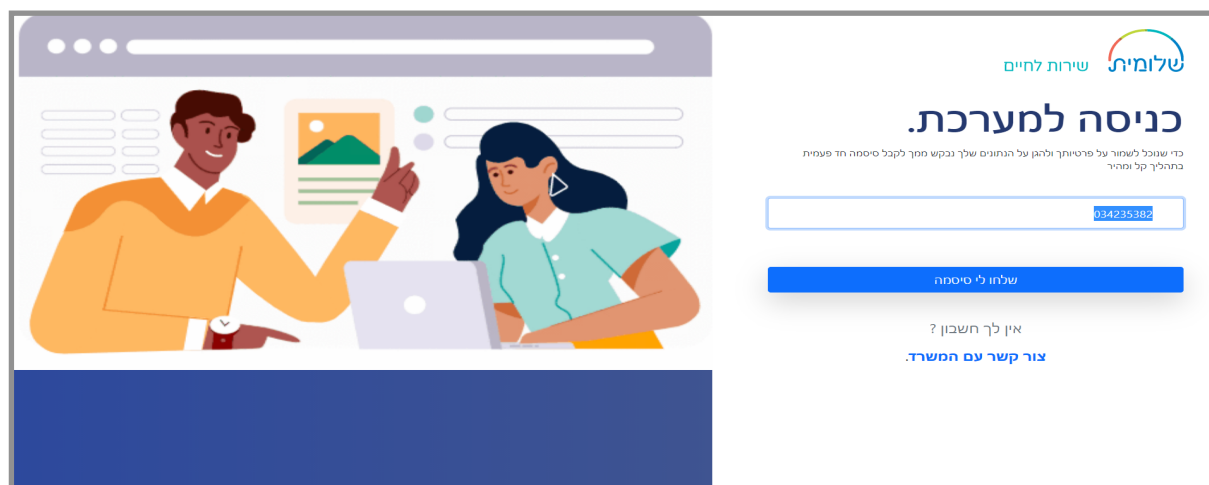 שלומית שירות לחיים
כניסה למערכת.
כדי שנוכל לשמור על פרטיותך ולהגן על הנתונים שלך נבקש ממך לקבל סיסמה חד פעמית
בתהליך קל ומהיר
034235382
שלחו לי סיסמה
אין לך חשבון ?
צור קשר עם המשרד.